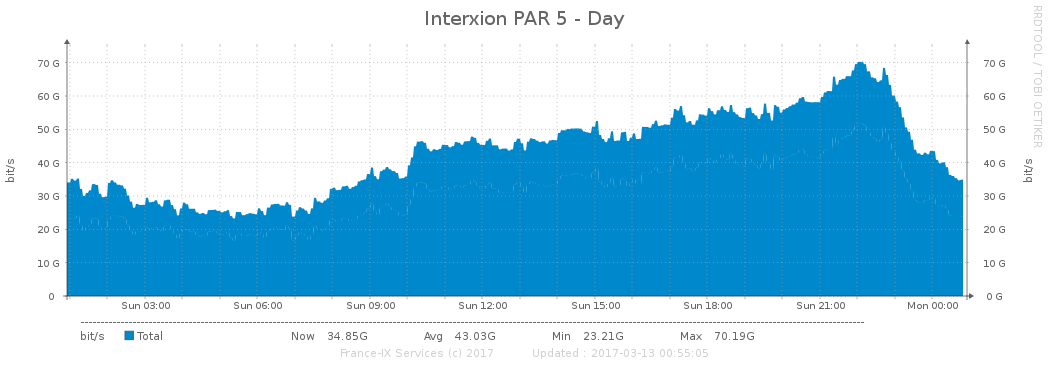 Interxion PAR 5 - Day
RRDTOOL / TOBI OETIKER
bit/s
70 G
60 G
50 G
40 G
30 G
20 G
10 G
0
70 G
60 G
50 G
40 G
30 G
20 G
10 G
0 G
bit/s
Sun 03:00 Sun 06:00 Sun 09:00 Sun 12:00 Sun 15:00 Sun 18:00 Sun 21:00 Mon 00:00
bit/s Total Now 34.85G Avg 43.03G Min 23.21G Max 70.19G
France-IX Services (c) 2017 Updated : 2017-03-13 00:55:05